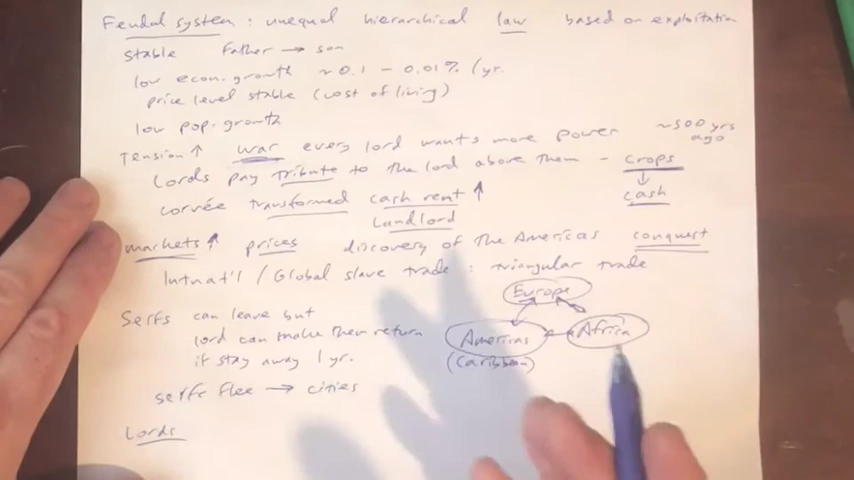 Feudal system : unequal hierarchical law based on exploitation
stable father → son
low econ. growth ~0.1 - 0.01% /yr.
price level stable (cost of living)
low pop. growth
Tension ↑ war every lord wants more power ~500 yrs ago
Lords pay tribute to the lord above them - crops
↓
corvée transformed cash rent ↑ cash
Landlord
markets ↑ prices discovery of the Americas conquest
Intnat'l / Global slave trade : triangular trade
Europe
Serfs can leave but
lord can make them return Americas Africa
if stay away 1 yr. (Caribbean)
serfs flee → cities
Lords